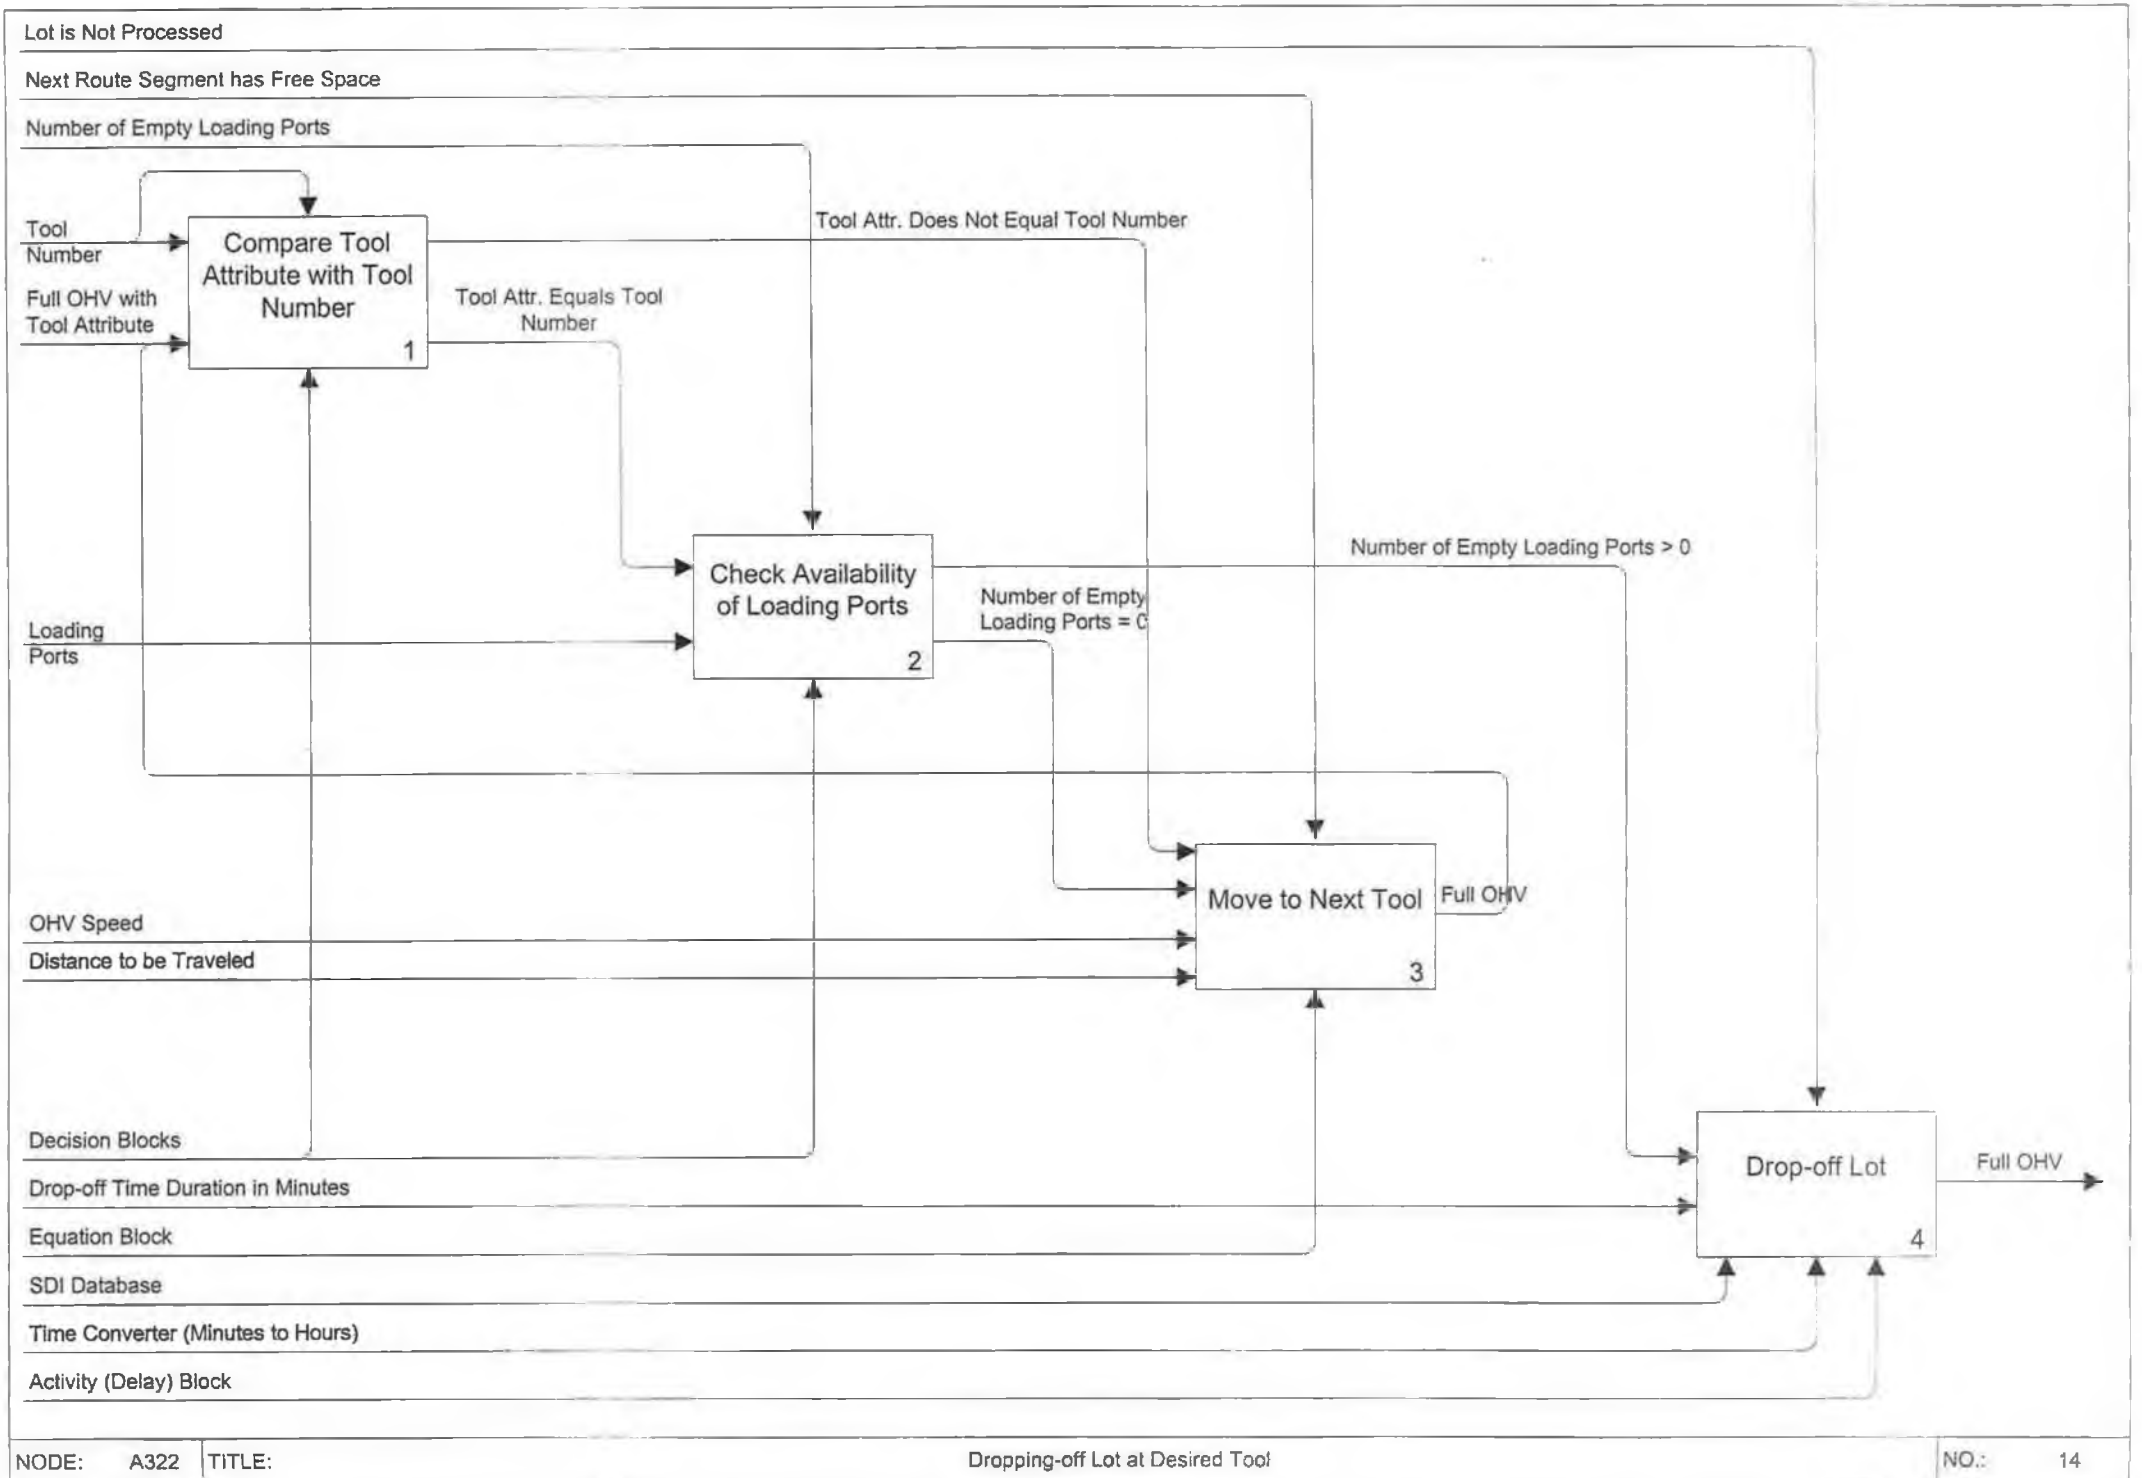 Lot is Not Processed
Next Route Segment has Free Space
Number of Empty Loading Ports
Tool
Number
Full OHV with
Tool Attribute
Compare Tool
Attribute with Tool
Number
1
Tool Attr. Does Not Equal Tool Number
Tool Attr. Equals Tool
Number
Loading
Ports
Check Availability
of Loading Ports
2
Number of Empty Loading Ports > 0
Number of Empty
Loading Ports = 0
OHV Speed
Distance to be Traveled
Move to Next Tool
3
Full OHV
Decision Blocks
Drop-off Time Duration in Minutes
Equation Block
SDI Database
Time Converter (Minutes to Hours)
Activity (Delay) Block
Drop-off Lot
4
Full OHV
NODE: A322 TITLE: Dropping-off Lot at Desired Tool NO.: 14